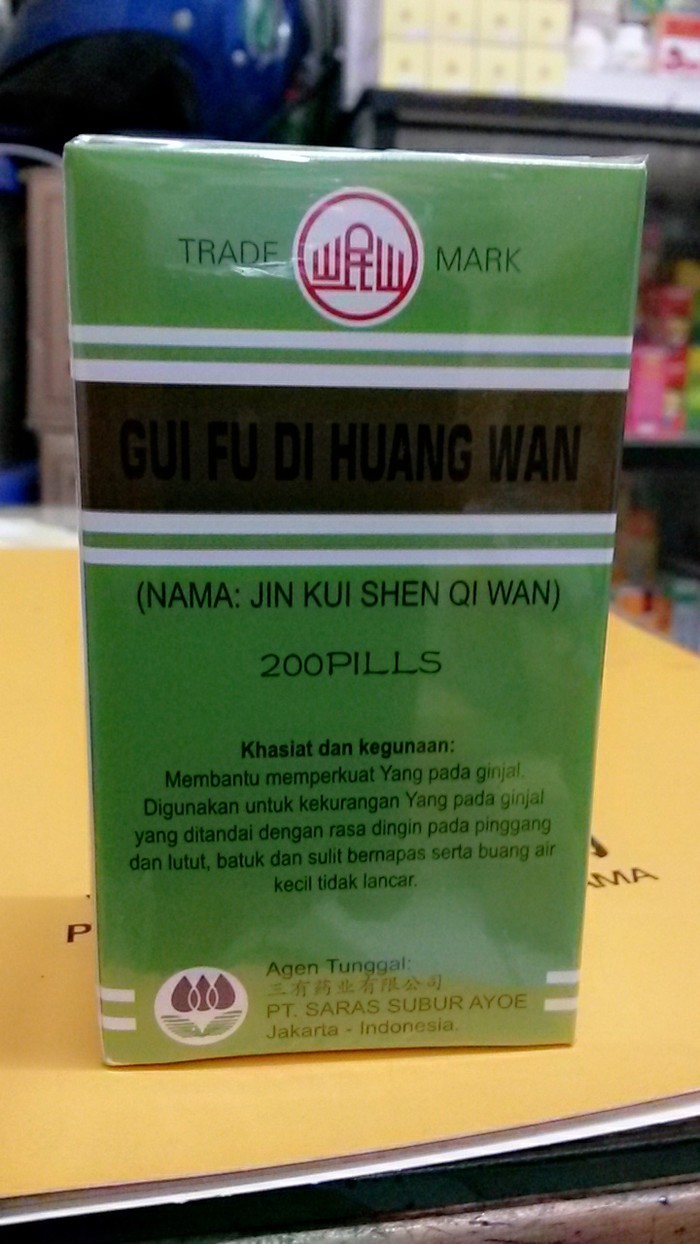 TRADE MARK
GUI FU DI HUANG WAN
(NAMA: JIN KUI SHEN QI WAN)
200PILLS
Khasiat dan kegunaan:
Membantu memperkuat Yang pada ginjal.
Digunakan untuk kekurangan Yang pada ginjal
yang ditandai dengan rasa dingin pada pinggang
dan lutut, batuk dan sulit bernapas serta buang air
kecil tidak lancar.
Agen Tunggal:
三有药业有限公司
PT. SARAS SUBUR AYOE
Jakarta - Indonesia.